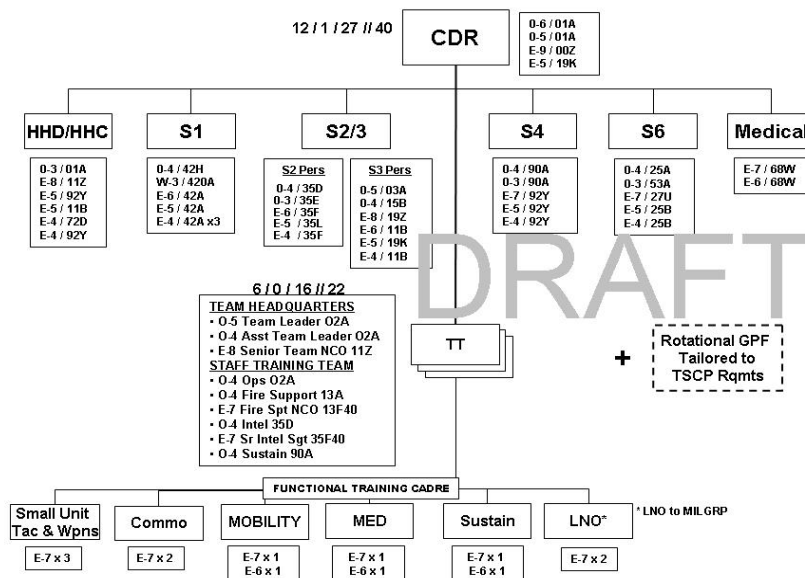 12 / 1 / 27 // 40
CDR
0-6 / 01A
0-5 / 01A
E-9 / 00Z
E-5 / 19K
HHD/HHC
S1
S2/3
S4
S6
Medical
0-3 / 01A
E-8 / 11Z
E-5 / 92Y
E-5 / 11B
E-4 / 72D
E-4 / 92Y
0-4 / 42H
W-3 / 420A
E-6 / 42A
E-5 / 42A
E-4 / 42A x3
S2 Pers
0-4 / 35D
0-3 / 35E
E-6 / 35F
E-5 / 35L
E-4 / 35F
S3 Pers
0-5 / 03A
0-4 / 15B
E-8 / 19Z
E-6 / 11B
E-5 / 19K
E-4 / 11B
0-4 / 90A
0-3 / 90A
E-7 / 92Y
E-5 / 92Y
E-4 / 92Y
0-4 / 25A
0-3 / 53A
E-7 / 27U
E-5 / 25B
E-4 / 25B
E-7 / 68W
E-6 / 68W
DRAFT
6 / 0 / 16 // 22
TEAM HEADQUARTERS
• O-5 Team Leader O2A
• O-4 Asst Team Leader O2A
• E-8 Senior Team NCO 11Z
STAFF TRAINING TEAM
• O-4 Ops O2A
• O-4 Fire Support 13A
• E-7 Fire Spt NCO 13F40
• O-4 Intel 35D
• E-7 Sr Intel Sgt 35F40
• O-4 Sustain 90A
TT
+
Rotational GPF
Tailored to
TSCP Rqmts
FUNCTIONAL TRAINING CADRE
Small Unit
Tac & Wpns
Commo
MOBILITY
MED
Sustain
LNO*
* LNO to MILGRP
E-7 x 3
E-7 x 2
E-7 x 1
E-6 x 1
E-7 x 1
E-6 x 1
E-7 x 1
E-6 x 1
E-7 x 2